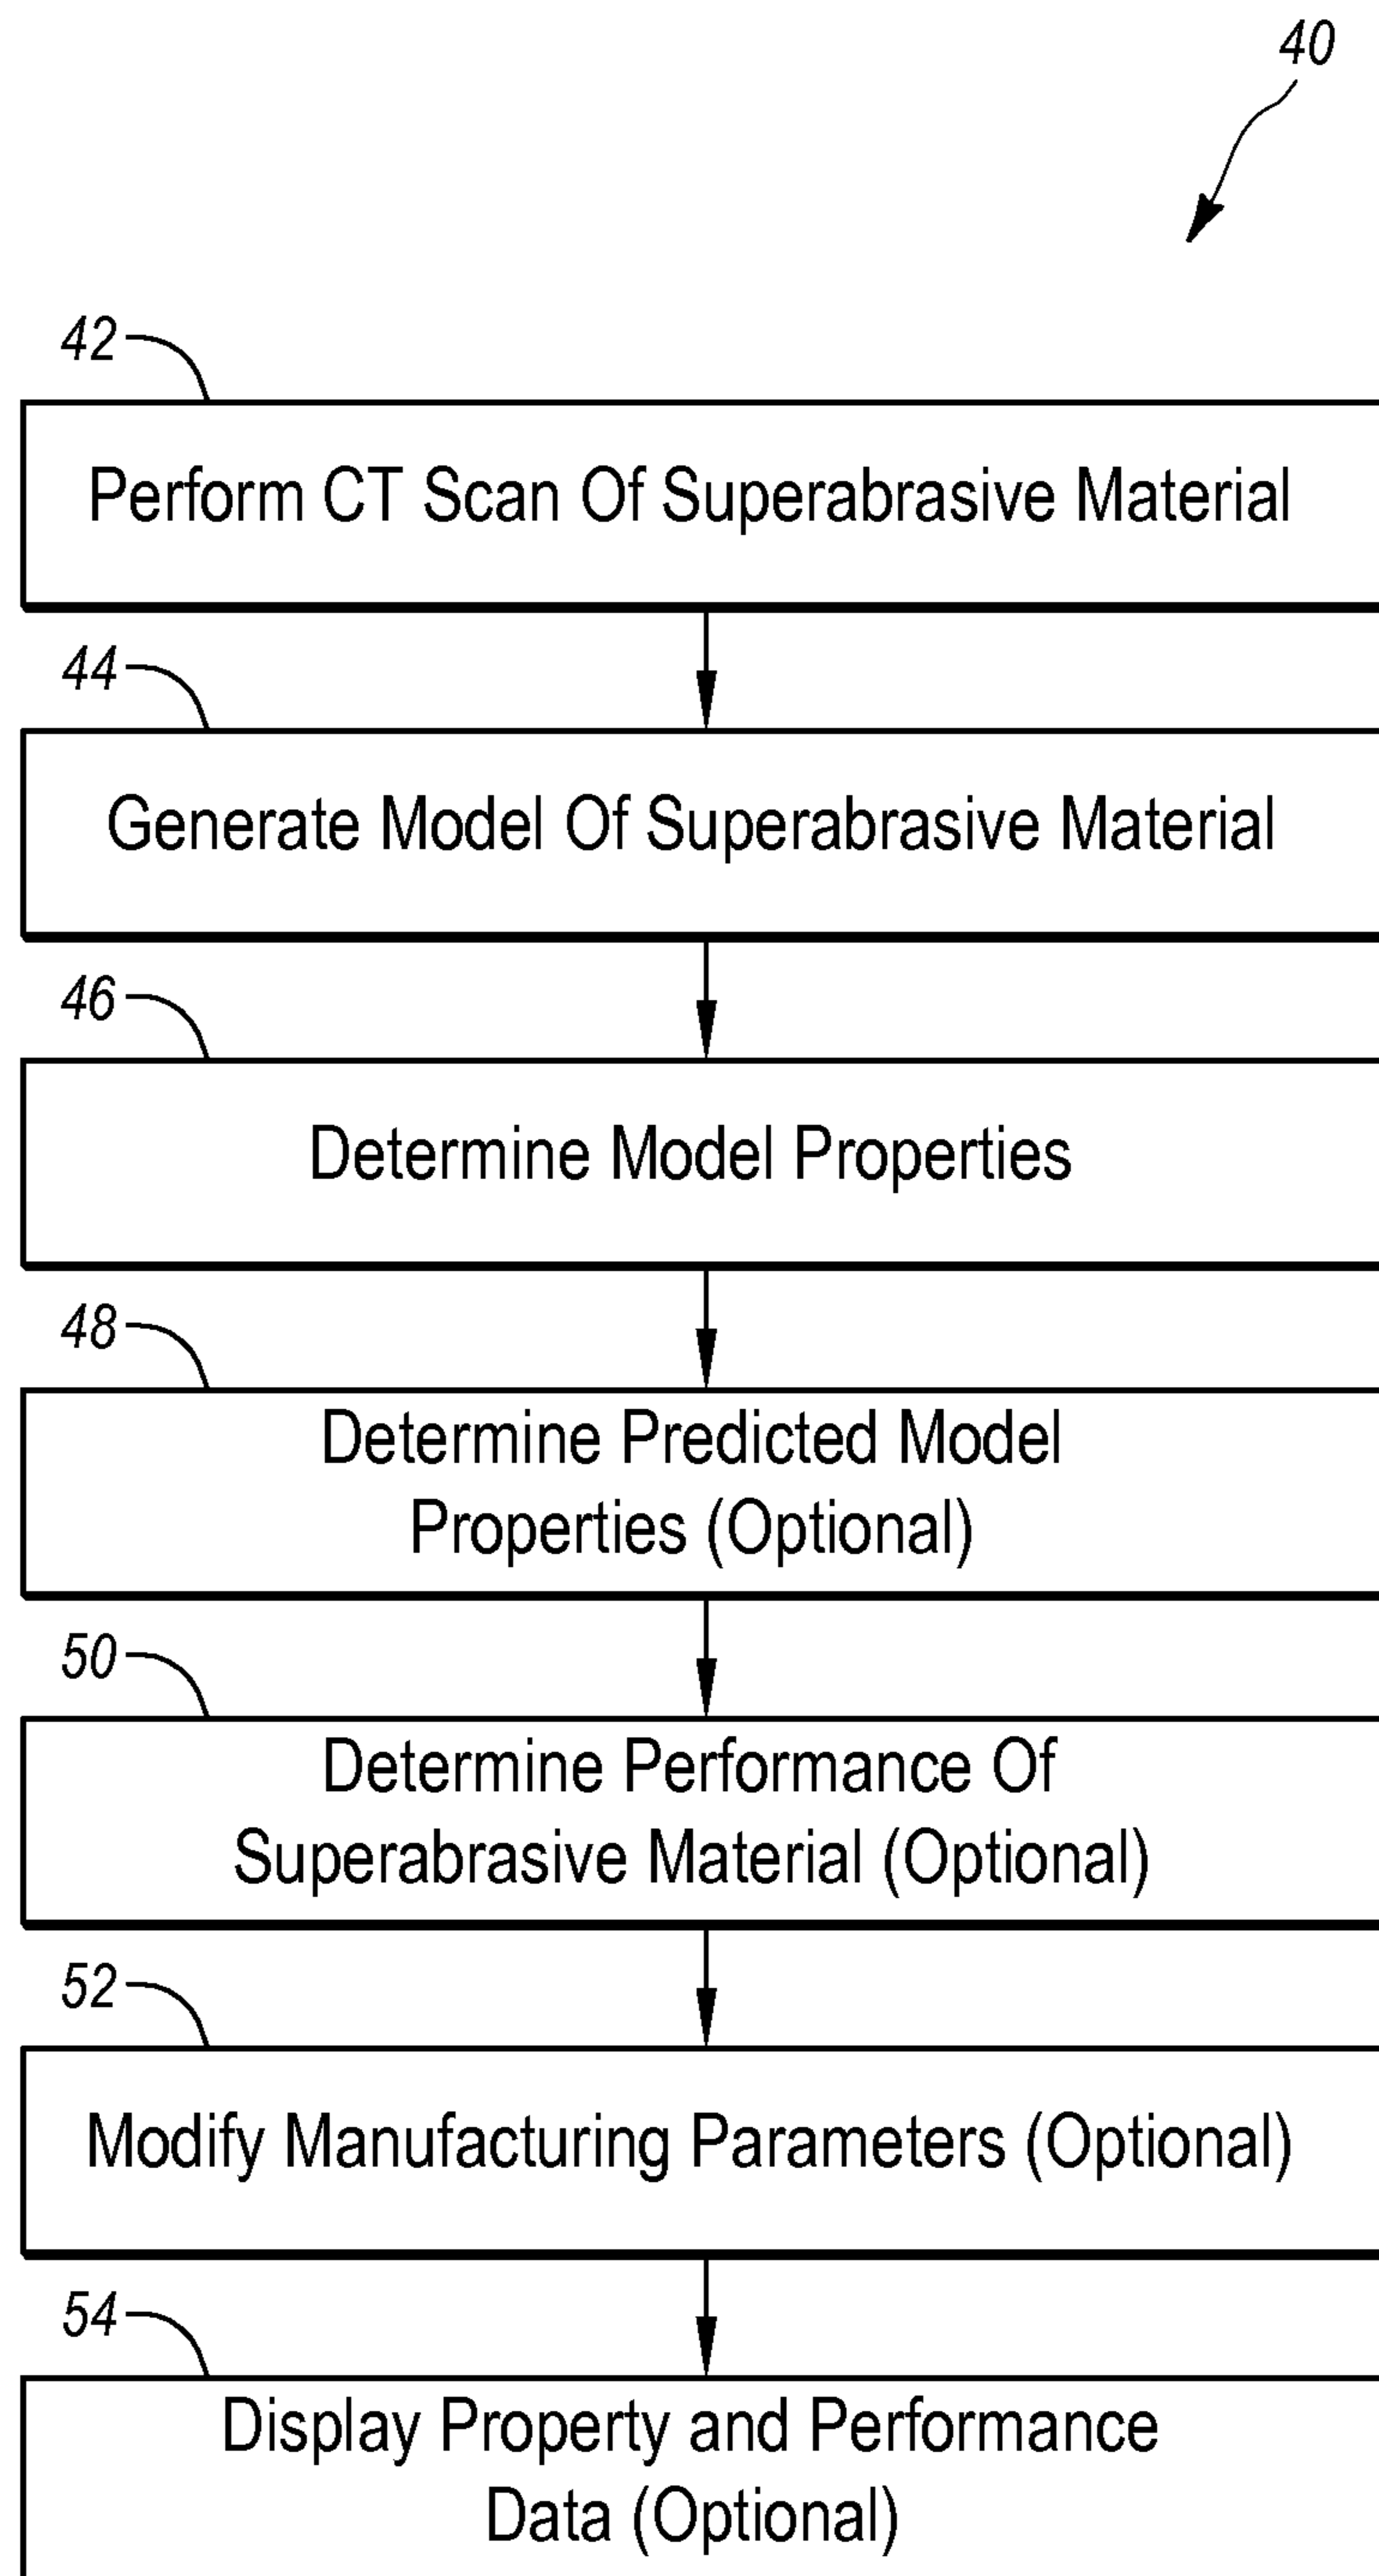 40
42
Perform CT Scan Of Superabrasive Material
44
Generate Model Of Superabrasive Material
46
Determine Model Properties
48
Determine Predicted Model
Properties (Optional)
50
Determine Performance Of
Superabrasive Material (Optional)
52
Modify Manufacturing Parameters (Optional)
54
Display Property and Performance
Data (Optional)